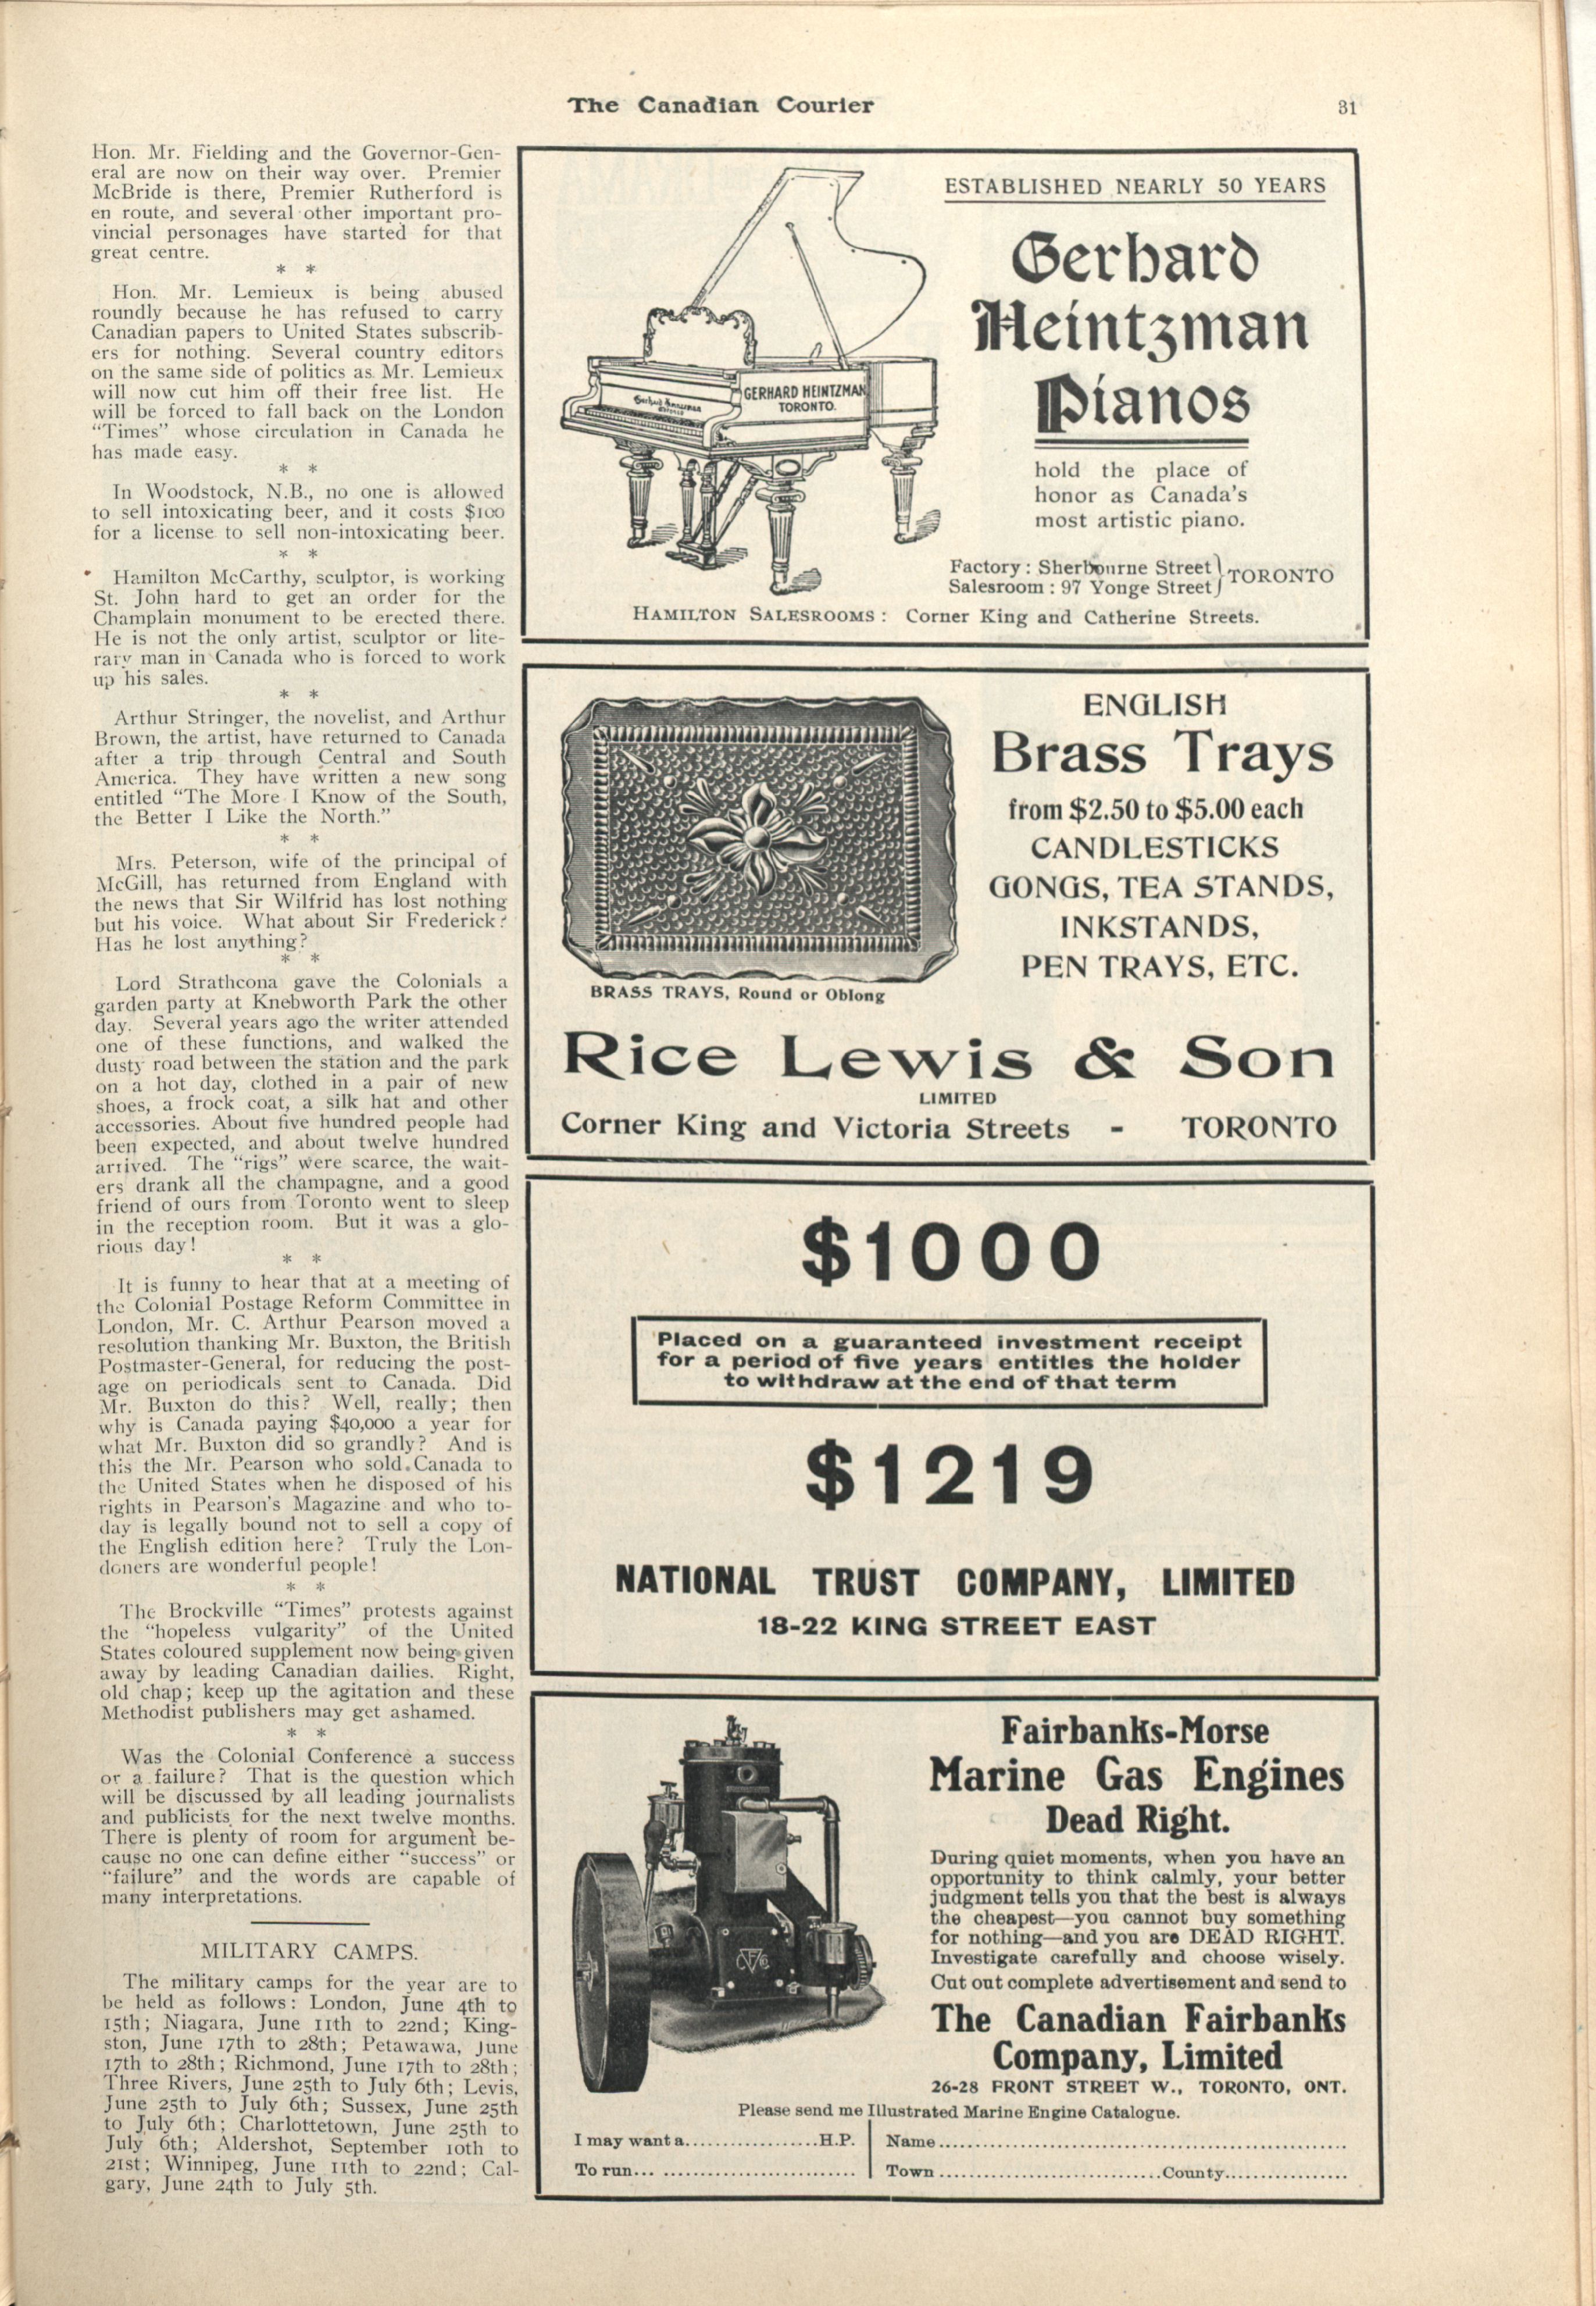 The Canadian Courier
31
Hon. Mr. Fielding and the Governor-Gen-
eral are now on their way over. Premier
McBride is there, Premier Rutherford is
en route, and several other important pro-
vincial personages have started for that
great centre.
* *
Hon. Mr. Lemieux is being abused
roundly because he has refused to carry
Canadian papers to United States subscrib-
ers for nothing. Several country editors
on the same side of politics as Mr. Lemieux
will now cut him off their free list. He
will be forced to fall back on the London
“Times” whose circulation in Canada he
has made easy.
* *
In Woodstock, N.B., no one is allowed
to sell intoxicating beer, and it costs $100
for a license to sell non-intoxicating beer.
* *
Hamilton McCarthy, sculptor, is working
St. John hard to get an order for the
Champlain monument to be erected there.
He is not the only artist, sculptor or lite-
rary man in Canada who is forced to work
up his sales.
* *
Arthur Stringer, the novelist, and Arthur
Brown, the artist, have returned to Canada
after a trip through Central and South
America. They have written a new song
entitled “The More I Know of the South,
the Better I Like the North.”
* *
Mrs. Peterson, wife of the principal of
McGill, has returned from England with
the news that Sir Wilfrid has lost nothing
but his voice. What about Sir Frederick?
Has he lost anything?
* *
Lord Strathcona gave the Colonials a
garden party at Knebworth Park the other
day. Several years ago the writer attended
one of these functions, and walked the
dusty road between the station and the park
on a hot day, clothed in a pair of new
shoes, a frock coat, a silk hat and other
accessories. About five hundred people had
been expected, and about twelve hundred
arrived. The “rigs” were scarce, the wait-
ers drank all the champagne, and a good
friend of ours from Toronto went to sleep
in the reception room. But it was a glo-
rious day!
* *
It is funny to hear that at a meeting of
the Colonial Postage Reform Committee in
London, Mr. C. Arthur Pearson moved a
resolution thanking Mr. Buxton, the British
Postmaster-General, for reducing the post-
age on periodicals sent to Canada. Did
Mr. Buxton do this? Well, really; then
why is Canada paying $40,000 a year for
what Mr. Buxton did so grandly? And is
this the Mr. Pearson who sold Canada to
the United States when he disposed of his
rights in Pearson's Magazine and who to-
day is legally bound not to sell a copy of
the English edition here? Truly the Lon-
doners are wonderful people!
* *
The Brockville “Times” protests against
the “hopeless vulgarity” of the United
States coloured supplement now being given
away by leading Canadian dailies. Right,
old chap; keep up the agitation and these
Methodist publishers may get ashamed.
* *
Was the Colonial Conference a success
or a failure? That is the question which
will be discussed by all leading journalists
and publicists for the next twelve months.
There is plenty of room for argument be-
cause no one can define either “success” or
“failure” and the words are capable of
many interpretations.
MILITARY CAMPS.
The military camps for the year are to
be held as follows: London, June 4th to
15th; Niagara, June 11th to 22nd; King-
ston, June 17th to 28th; Petawawa, June
17th to 28th; Richmond, June 17th to 28th;
Three Rivers, June 25th to July 6th; Levis,
June 25th to July 6th; Sussex, June 25th
to July 6th; Charlottetown, June 25th to
July 6th; Aldershot, September 10th to
21st; Winnipeg, June 11th to 22nd; Cal-
gary, June 24th to July 5th.
ESTABLISHED NEARLY 50 YEARS
Gerhard
Heintzman
Pianos
GERHARD HEINTZMAN
TORONTO.
hold the place of
honor as Canada's
most artistic piano.
Factory: Sherbourne Street
Salesroom: 97 Yonge Street } TORONTO
HAMILTON SALESROOMS: Corner King and Catherine Streets.
ENGLISH
Brass Trays
from $2.50 to $5.00 each
CANDLESTICKS
GONGS, TEA STANDS,
INKSTANDS,
PEN TRAYS, ETC.
BRASS TRAYS, Round or Oblong
Rice Lewis & Son
LIMITED
Corner King and Victoria Streets - TORONTO
$1000
Placed on a guaranteed investment receipt
for a period of five years entitles the holder
to withdraw at the end of that term
$1219
NATIONAL TRUST COMPANY, LIMITED
18-22 KING STREET EAST
Fairbanks-Morse
Marine Gas Engines
Dead Right.
During quiet moments, when you have an
opportunity to think calmly, your better
judgment tells you that the best is always
the cheapest—you cannot buy something
for nothing—and you are DEAD RIGHT.
Investigate carefully and choose wisely.
Cut out complete advertisement and send to
The Canadian Fairbanks
Company, Limited
26-28 FRONT STREET W., TORONTO, ONT.
Please send me Illustrated Marine Engine Catalogue.
I may want a..................H.P.
To run... ..........................
Name.......................................................
Town..............................County................